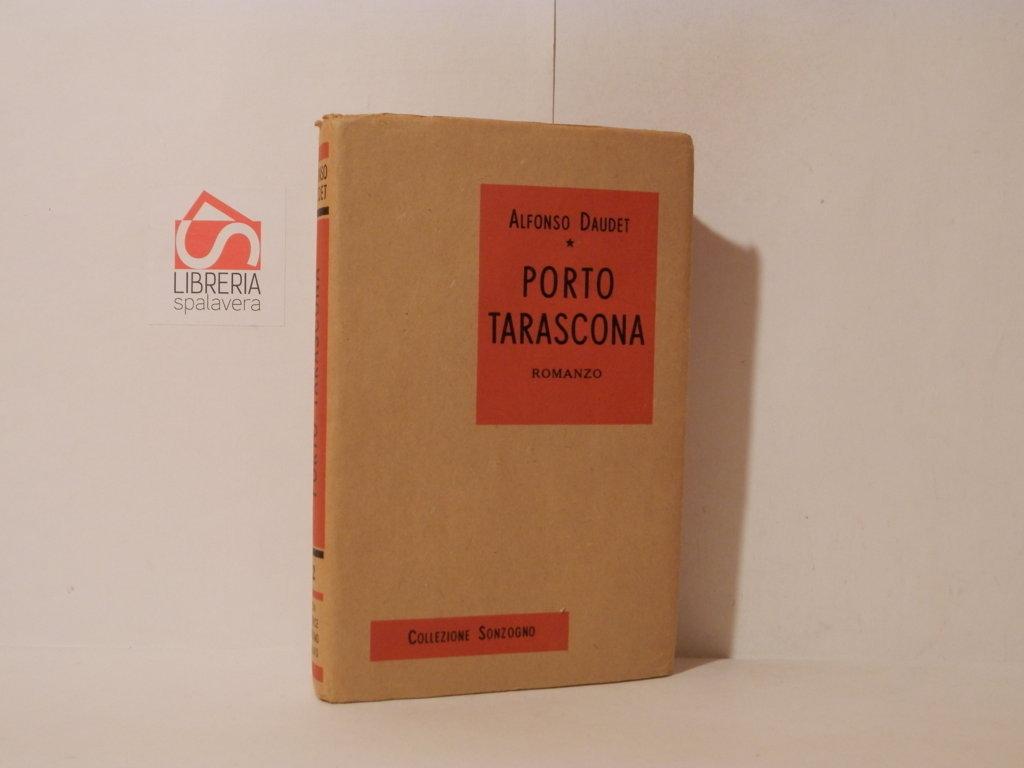 LIBRERIA
spalavera
ALFONSO DAUDET
★
PORTO
TARASCONA
ROMANZO
COLLEZIONE SONZOGNO